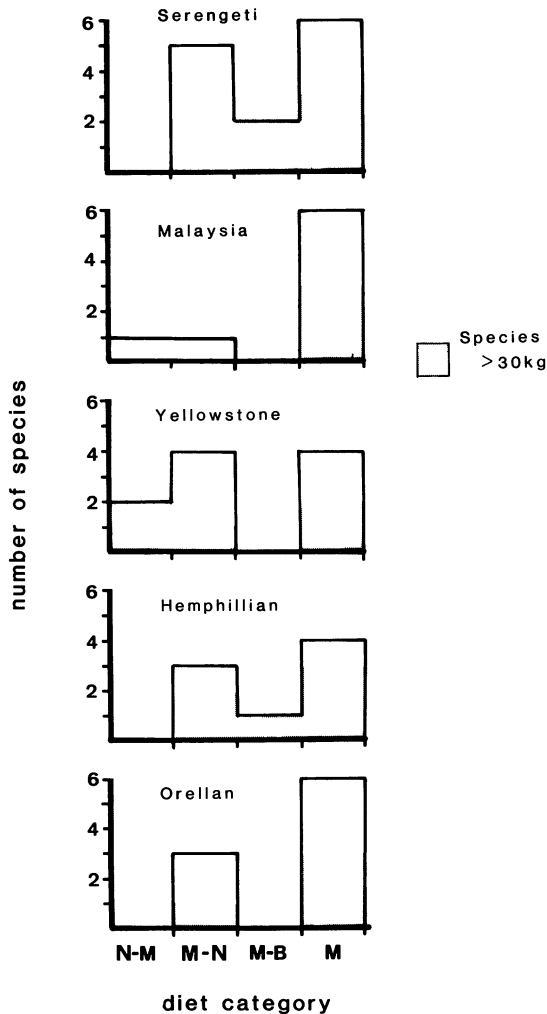 Serengeti
6
4
2
Malaysia
6
4
2
Species
>30kg
Yellowstone
6
4
2
number of species
Hemphillian
6
4
2
Orellan
6
4
2
N-M M-N M-B M
diet category